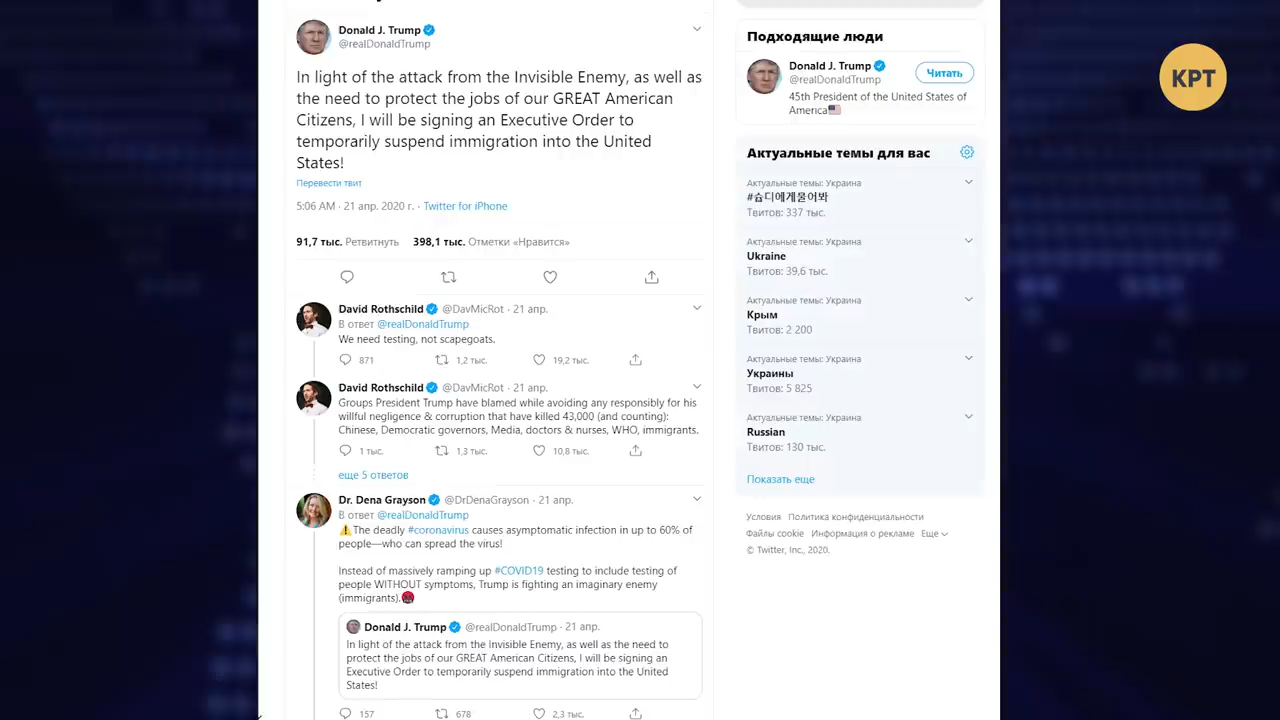 Donald J. Trump
@realDonaldTrump
In light of the attack from the Invisible Enemy, as well as
the need to protect the jobs of our GREAT American
Citizens, I will be signing an Executive Order to
temporarily suspend immigration into the United
States!
Перевести твит
5:06 AM · 21 апр. 2020 г. · Twitter for iPhone
91,7 тыс. Ретвитнуть 398,1 тыс. Отметки «Нравится»
David Rothschild @DavMicRot · 21 апр.
В ответ @realDonaldTrump
We need testing, not scapegoats.
871 1,2 тыс. 19,2 тыс.
David Rothschild @DavMicRot · 21 апр.
Groups President Trump have blamed while avoiding any responsibly for his
willful negligence & corruption that have killed 43,000 (and counting):
Chinese, Democratic governors, Media, doctors & nurses, WHO, immigrants.
1 тыс. 1,3 тыс. 10,8 тыс.
еще 5 ответов
Dr. Dena Grayson @DrDenaGrayson · 21 апр.
В ответ @realDonaldTrump
⚠️The deadly #coronavirus causes asymptomatic infection in up to 60% of
people—who can spread the virus!
Instead of massively ramping up #COVID19 testing to include testing of
people WITHOUT symptoms, Trump is fighting an imaginary enemy
(immigrants).🤬
Donald J. Trump @realDonaldTrump · 21 апр.
In light of the attack from the Invisible Enemy, as well as the need to
protect the jobs of our GREAT American Citizens, I will be signing an
Executive Order to temporarily suspend immigration into the United
States!
157 678 2,3 тыс.
Подходящие люди
Donald J. Trump
@realDonaldTrump
Читать
45th President of the United States of
America🇺🇸
Актуальные темы для вас
Актуальные темы: Украина
#슙디에게물어봐
Твитов: 337 тыс.
Актуальные темы: Украина
Ukraine
Твитов: 39,6 тыс.
Актуальные темы: Украина
Крым
Твитов: 2 200
Актуальные темы: Украина
Украины
Твитов: 5 825
Актуальные темы: Украина
Russian
Твитов: 130 тыс.
Показать еще
Условия Политика конфиденциальности
Файлы cookie Информация о рекламе Еще
© Twitter, Inc., 2020.
КРТ